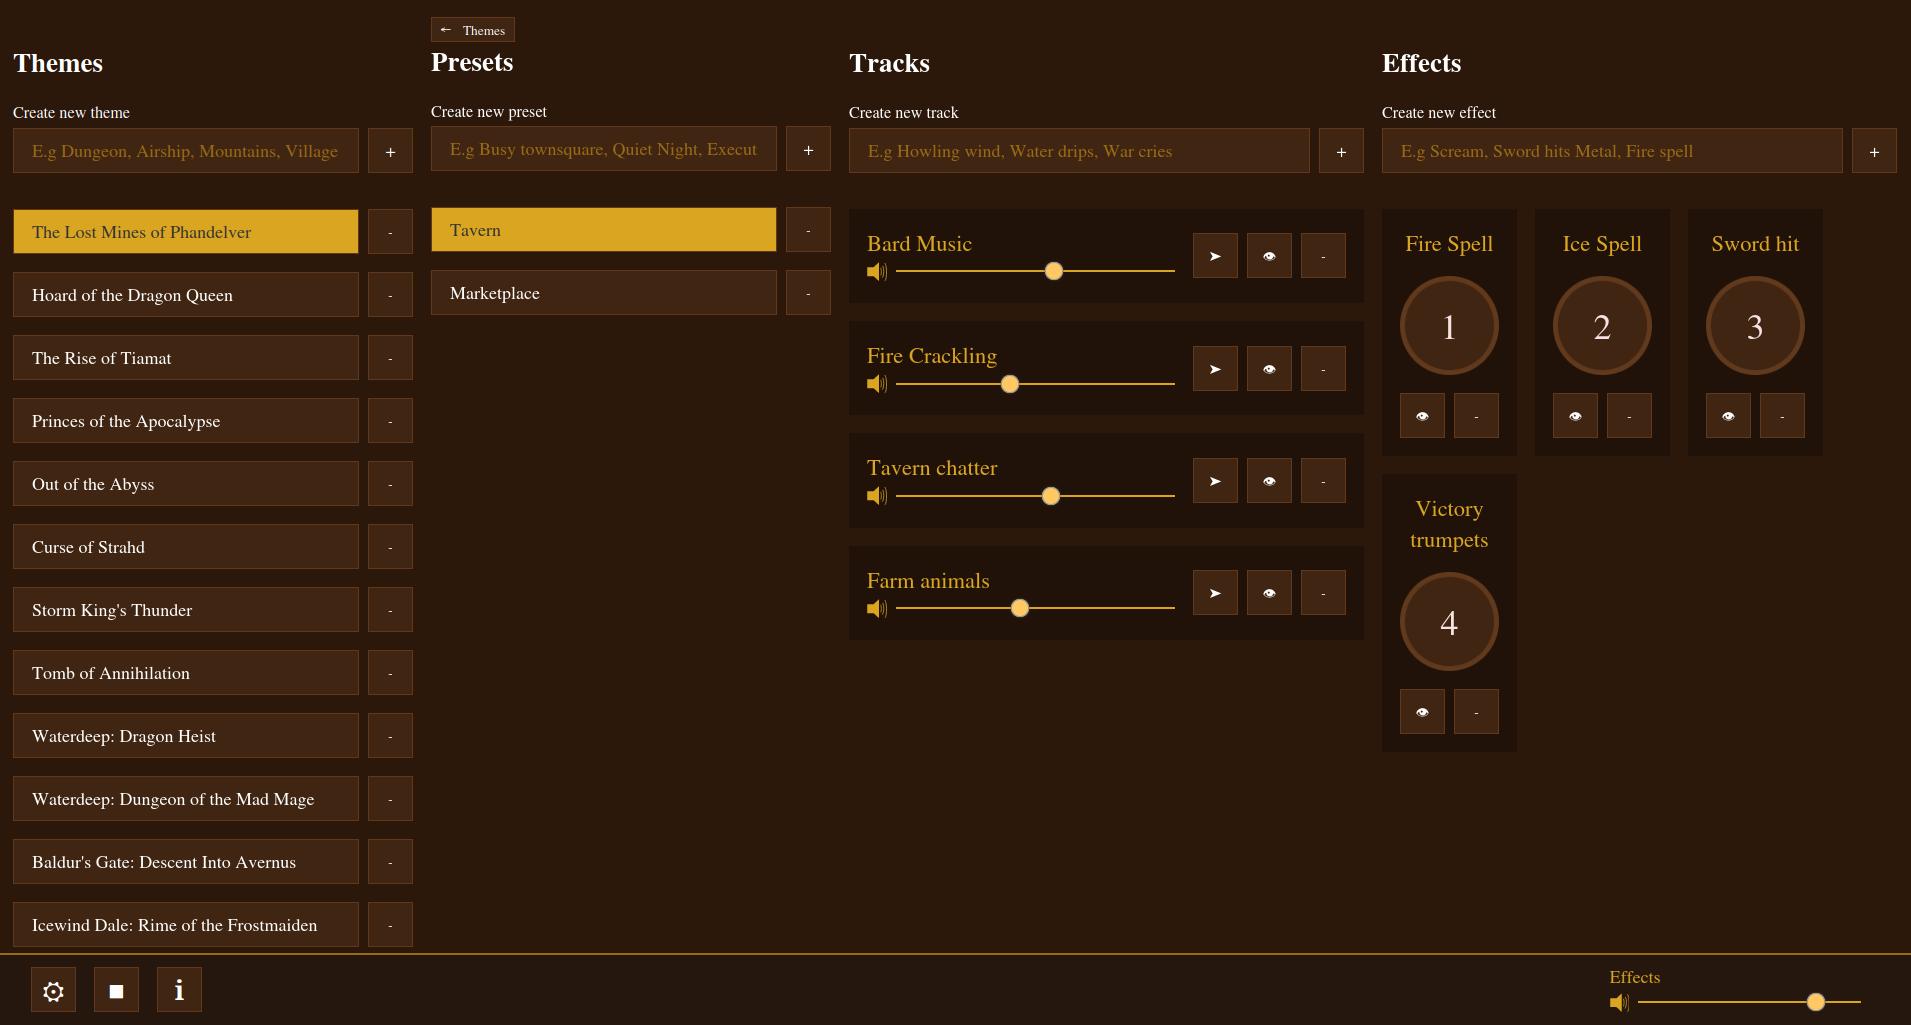 Themes
Create new theme
E.g Dungeon, Airship, Mountains, Village
+
The Lost Mines of Phandelver
-
Hoard of the Dragon Queen
-
The Rise of Tiamat
-
Princes of the Apocalypse
-
Out of the Abyss
-
Curse of Strahd
-
Storm King's Thunder
-
Tomb of Annihilation
-
Waterdeep: Dragon Heist
-
Waterdeep: Dungeon of the Mad Mage
-
Baldur's Gate: Descent Into Avernus
-
Icewind Dale: Rime of the Frostmaiden
-
← Themes
Presets
Create new preset
E.g Busy townsquare, Quiet Night, Execut
+
Tavern
-
Marketplace
-
Tracks
Create new track
E.g Howling wind, Water drips, War cries
+
Bard Music
-
Fire Crackling
-
Tavern chatter
-
Farm animals
-
Effects
Create new effect
E.g Scream, Sword hits Metal, Fire spell
+
Fire Spell
1
-
Ice Spell
2
-
Sword hit
3
-
Victory
trumpets
4
-
i
Effects